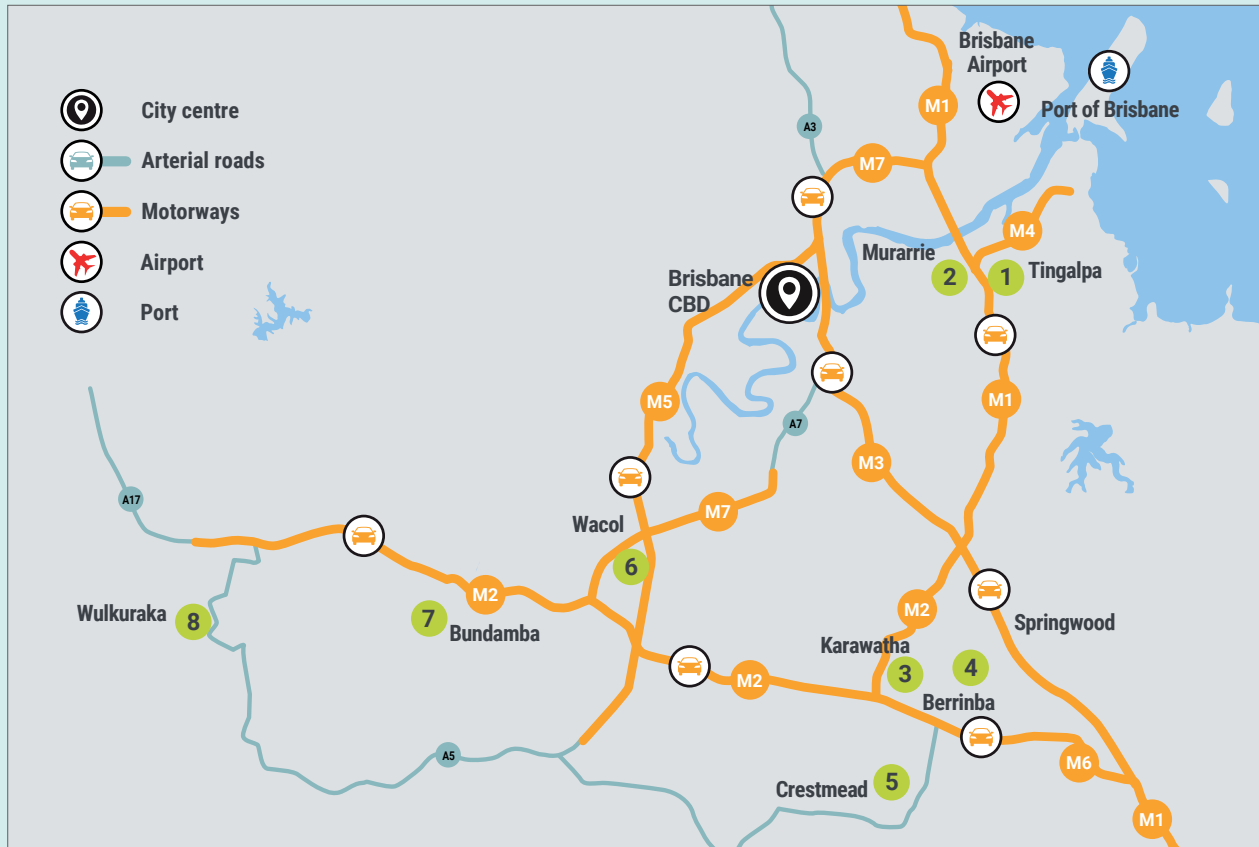 City centre
Arterial roads
Motorways
Airport
Port
Brisbane
Airport
Port of Brisbane
M1
A3
M7
M4
Murarrie
2
1
Tingalpa
Brisbane
CBD
M5
M1
A7
M3
A17
M7
Wacol
6
M2
Wulkuraka
8
7
Bundamba
M2
Springwood
Karawatha
3
4
Berrinba
M2
A5
Crestmead
5
M6
M1